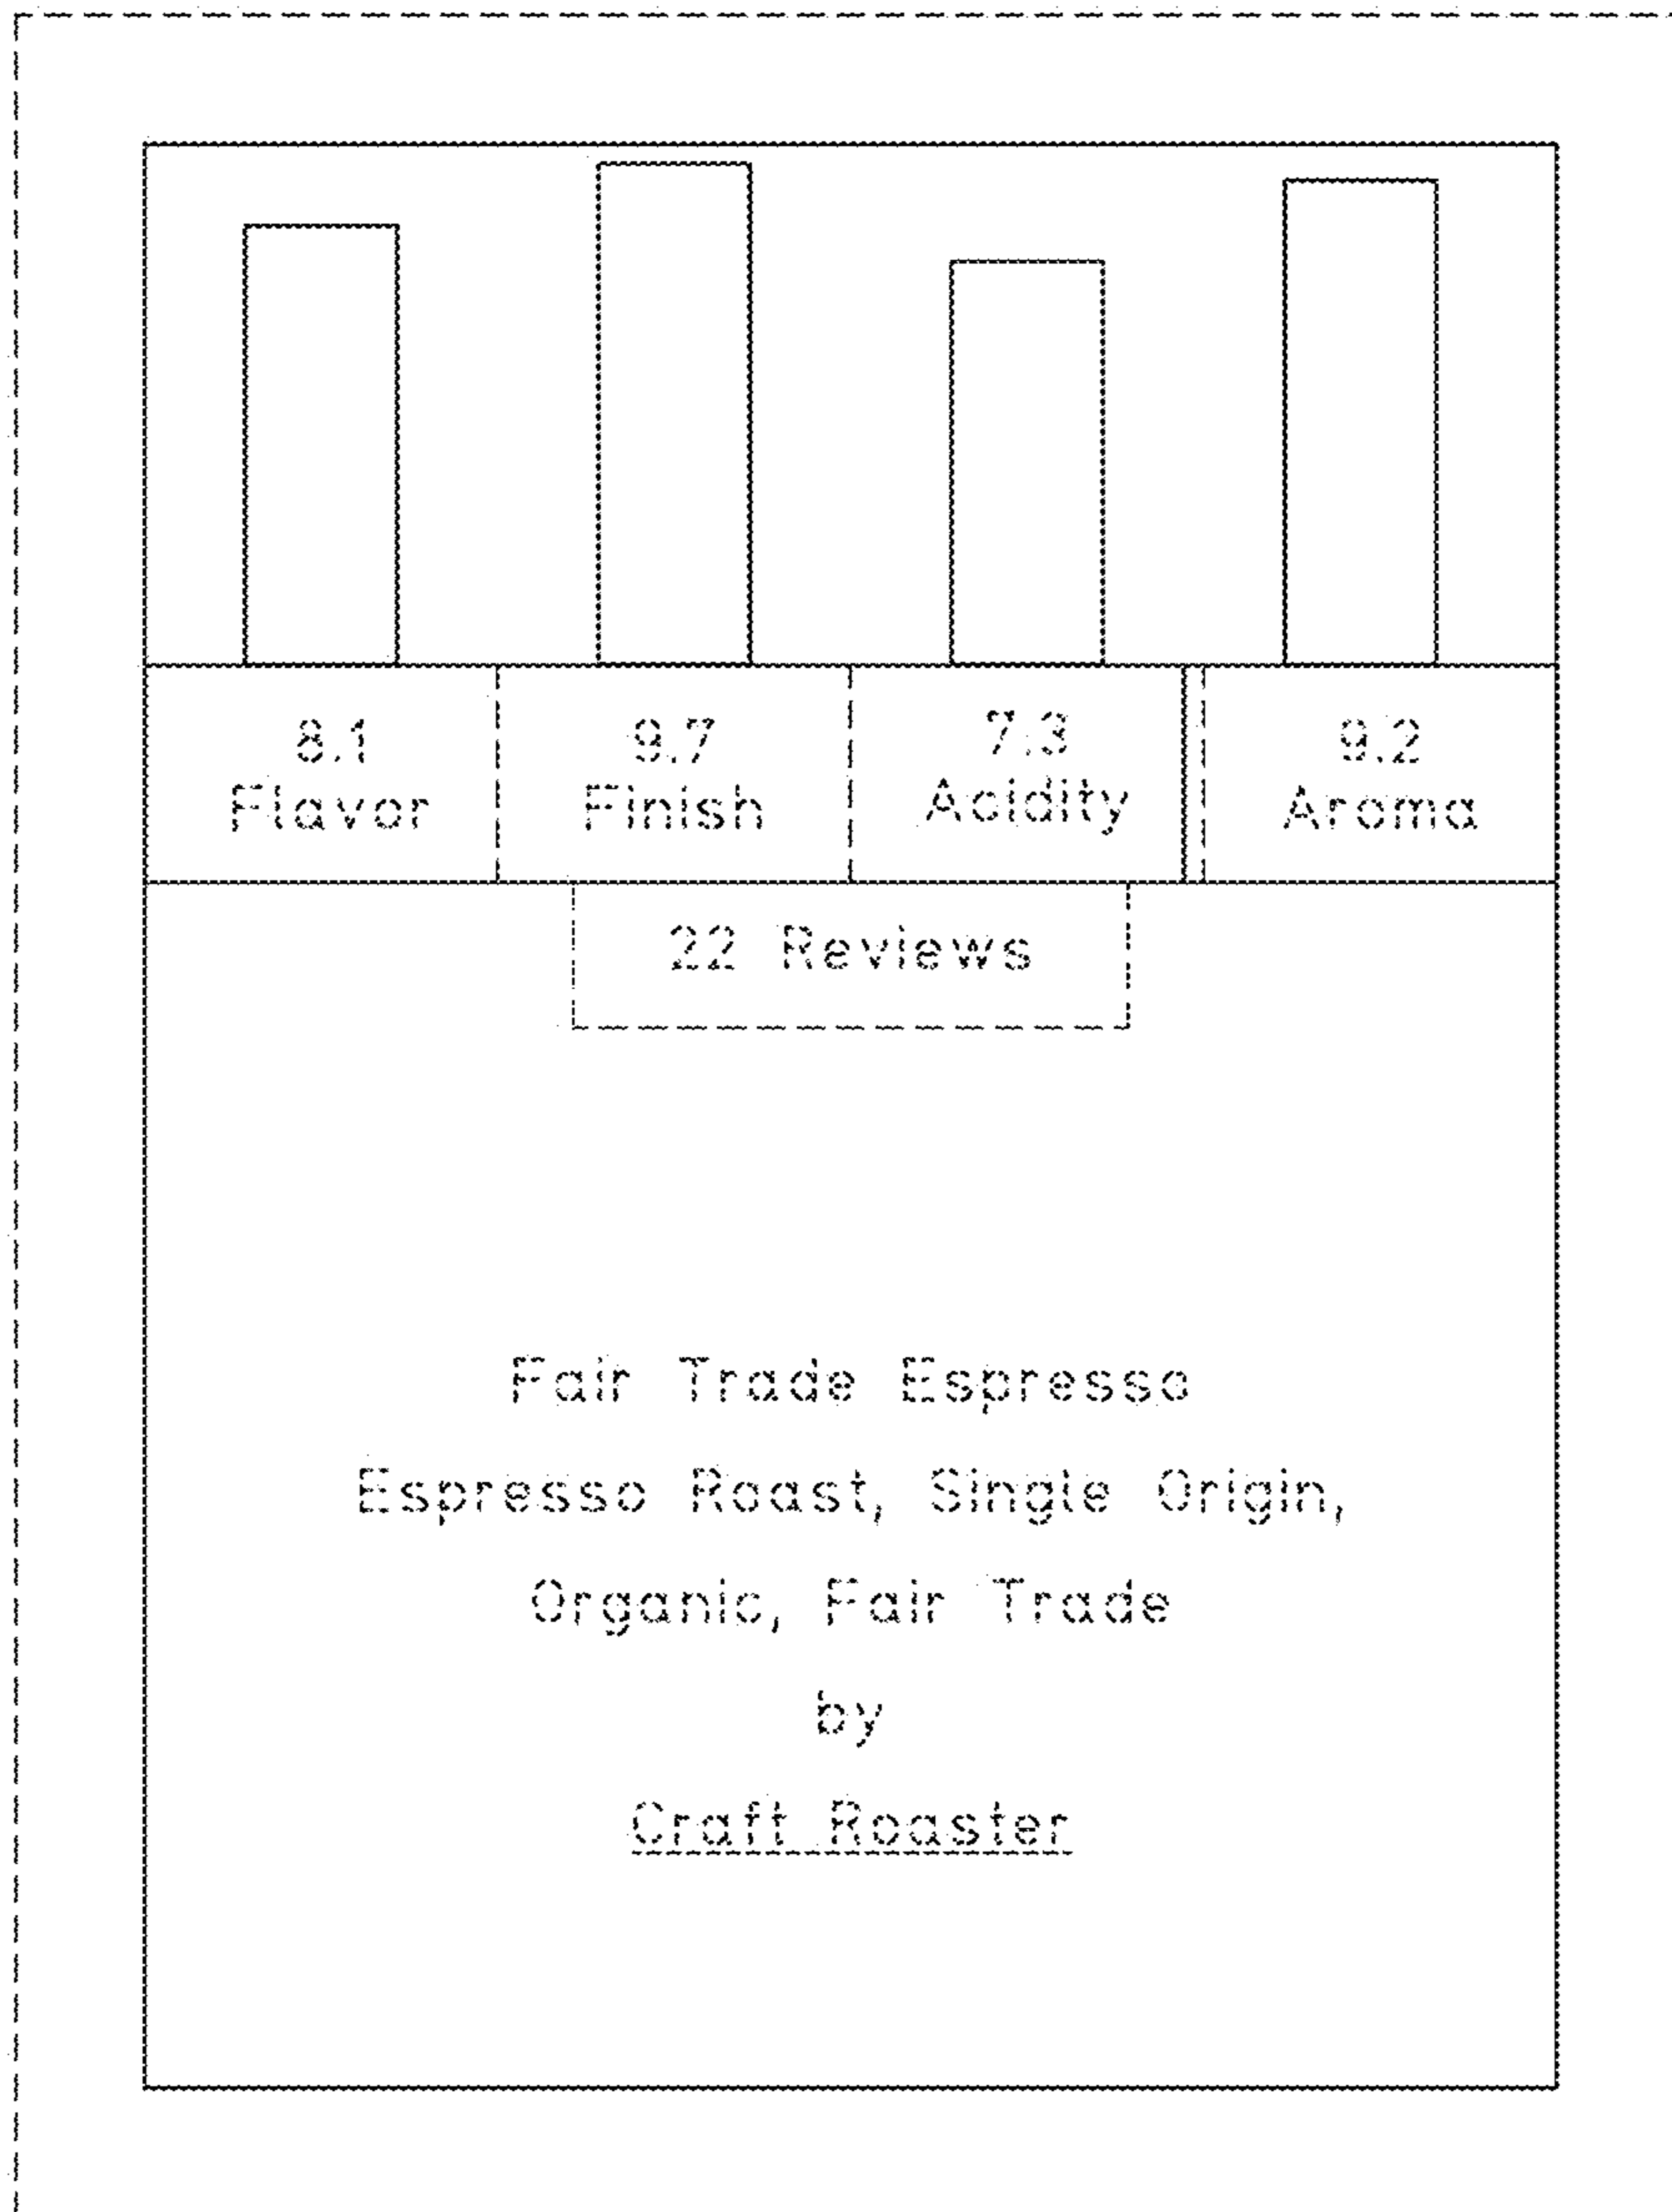 8.1 9.7 7.3 9.2
Flavor Finish Acidity Aroma
22 Reviews
Fair Trade Espresso
Espresso Roast, Single Origin,
Organic, Fair Trade
by
Craft Roaster